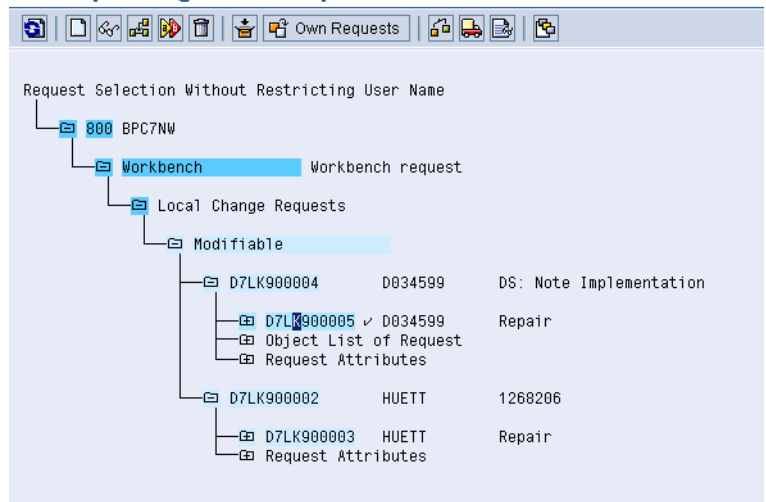 Own Requests
Request Selection Without Restricting User Name
800 BPC7NW
Workbench Workbench request
Local Change Requests
Modifiable
D7LK900004 D034599 DS: Note Implementation
D7LK900005 ✓ D034599 Repair
Object List of Request
Request Attributes
D7LK900002 HUETT 1268206
D7LK900003 HUETT Repair
Request Attributes